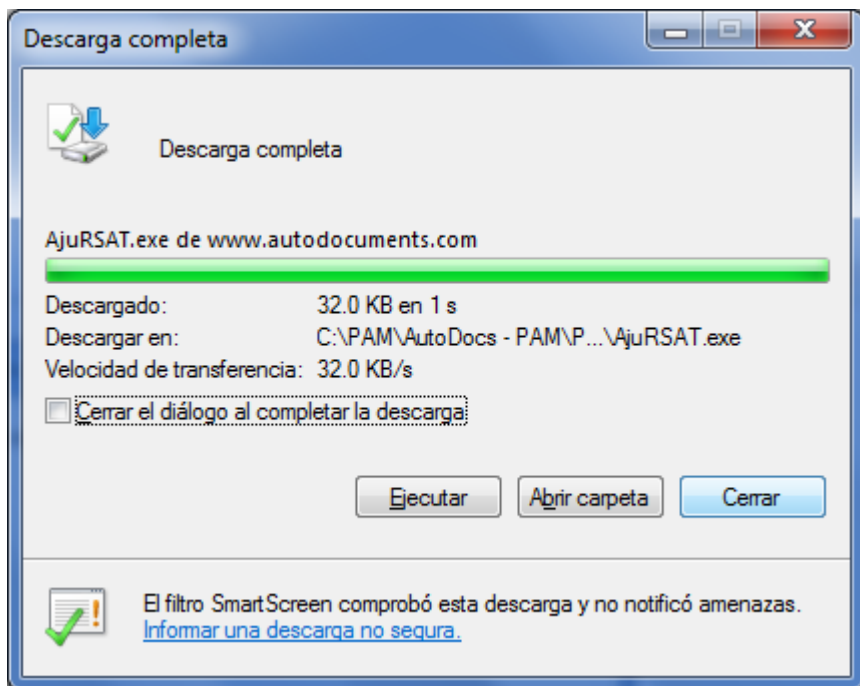 Descarga completa
Descarga completa
AjuRSAT.exe de www.autodocuments.com
Descargado: 32.0 KB en 1 s
Descargar en: C:\PAM\AutoDocs - PAM\P...\AjuRSAT.exe
Velocidad de transferencia: 32.0 KB/s
Cerrar el diálogo al completar la descarga
Ejecutar Abrir carpeta Cerrar
El filtro SmartScreen comprobó esta descarga y no notificó amenazas.
Informar una descarga no segura.